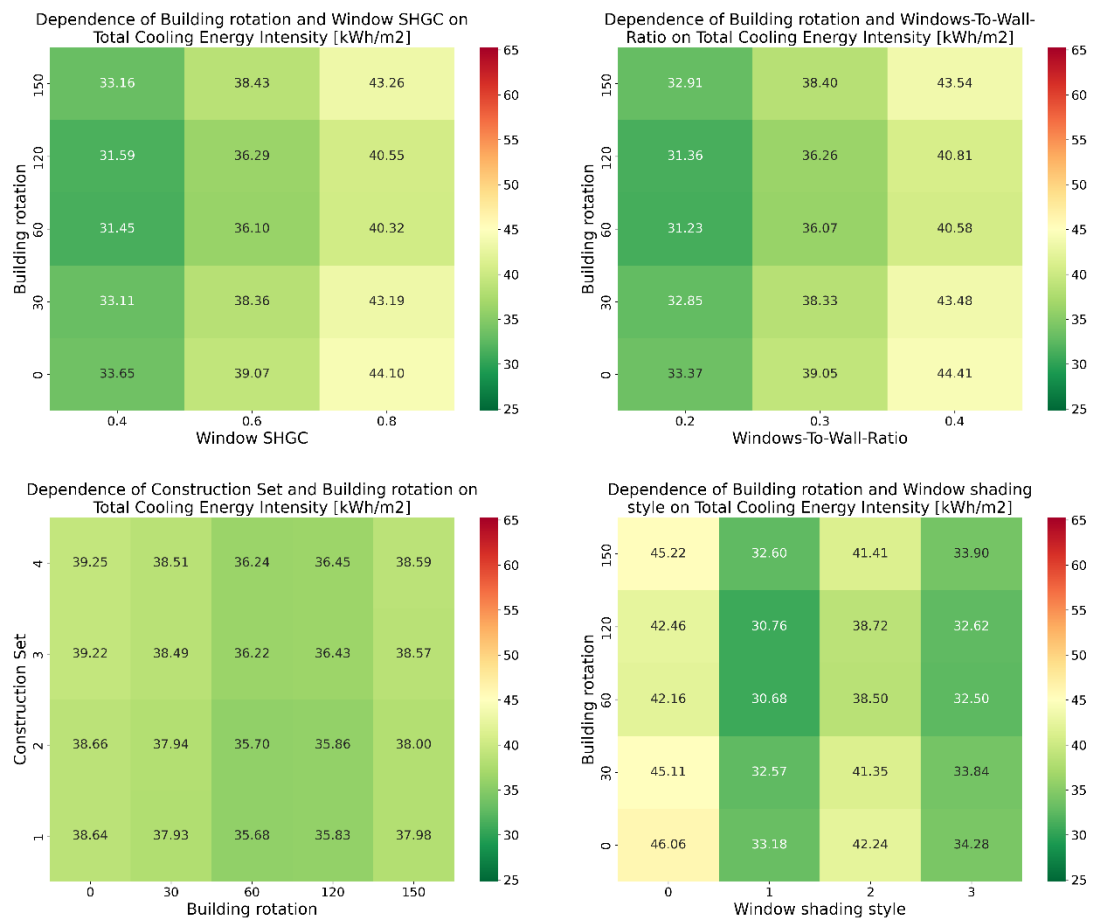 Dependence of Building rotation and Window SHGC on
Total Cooling Energy Intensity [kWh/m2]
Building rotation
150 33.16 38.43 43.26
120 31.59 36.29 40.55
60 31.45 36.10 40.32
30 33.11 38.36 43.19
0 33.65 39.07 44.10
0.4 0.6 0.8
Window SHGC
65
60
55
50
45
40
35
30
25
Dependence of Building rotation and Windows-To-Wall-
Ratio on Total Cooling Energy Intensity [kWh/m2]
Building rotation
150 32.91 38.40 43.54
120 31.36 36.26 40.81
60 31.23 36.07 40.58
30 32.85 38.33 43.48
0 33.37 39.05 44.41
0.2 0.3 0.4
Windows-To-Wall-Ratio
65
60
55
50
45
40
35
30
25
Dependence of Construction Set and Building rotation on
Total Cooling Energy Intensity [kWh/m2]
Construction Set
4 39.25 38.51 36.24 36.45 38.59
3 39.22 38.49 36.22 36.43 38.57
2 38.66 37.94 35.70 35.86 38.00
1 38.64 37.93 35.68 35.83 37.98
0 30 60 120 150
Building rotation
65
60
55
50
45
40
35
30
25
Dependence of Building rotation and Window shading
style on Total Cooling Energy Intensity [kWh/m2]
Building rotation
150 45.22 32.60 41.41 33.90
120 42.46 30.76 38.72 32.62
60 42.16 30.68 38.50 32.50
30 45.11 32.57 41.35 33.84
0 46.06 33.18 42.24 34.28
0 1 2 3
Window shading style
65
60
55
50
45
40
35
30
25